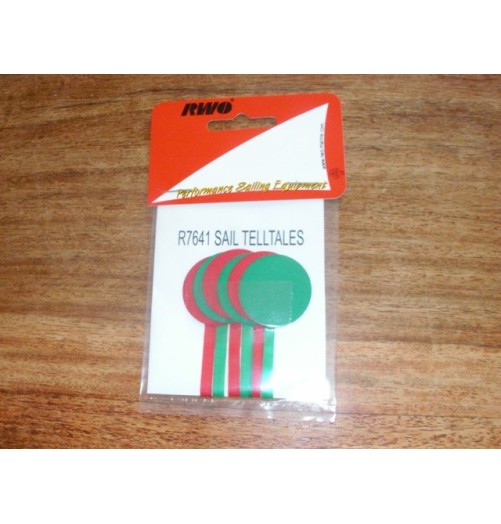 RWO
Performance Sailing Equipment
R7641 SAIL TELLTALES